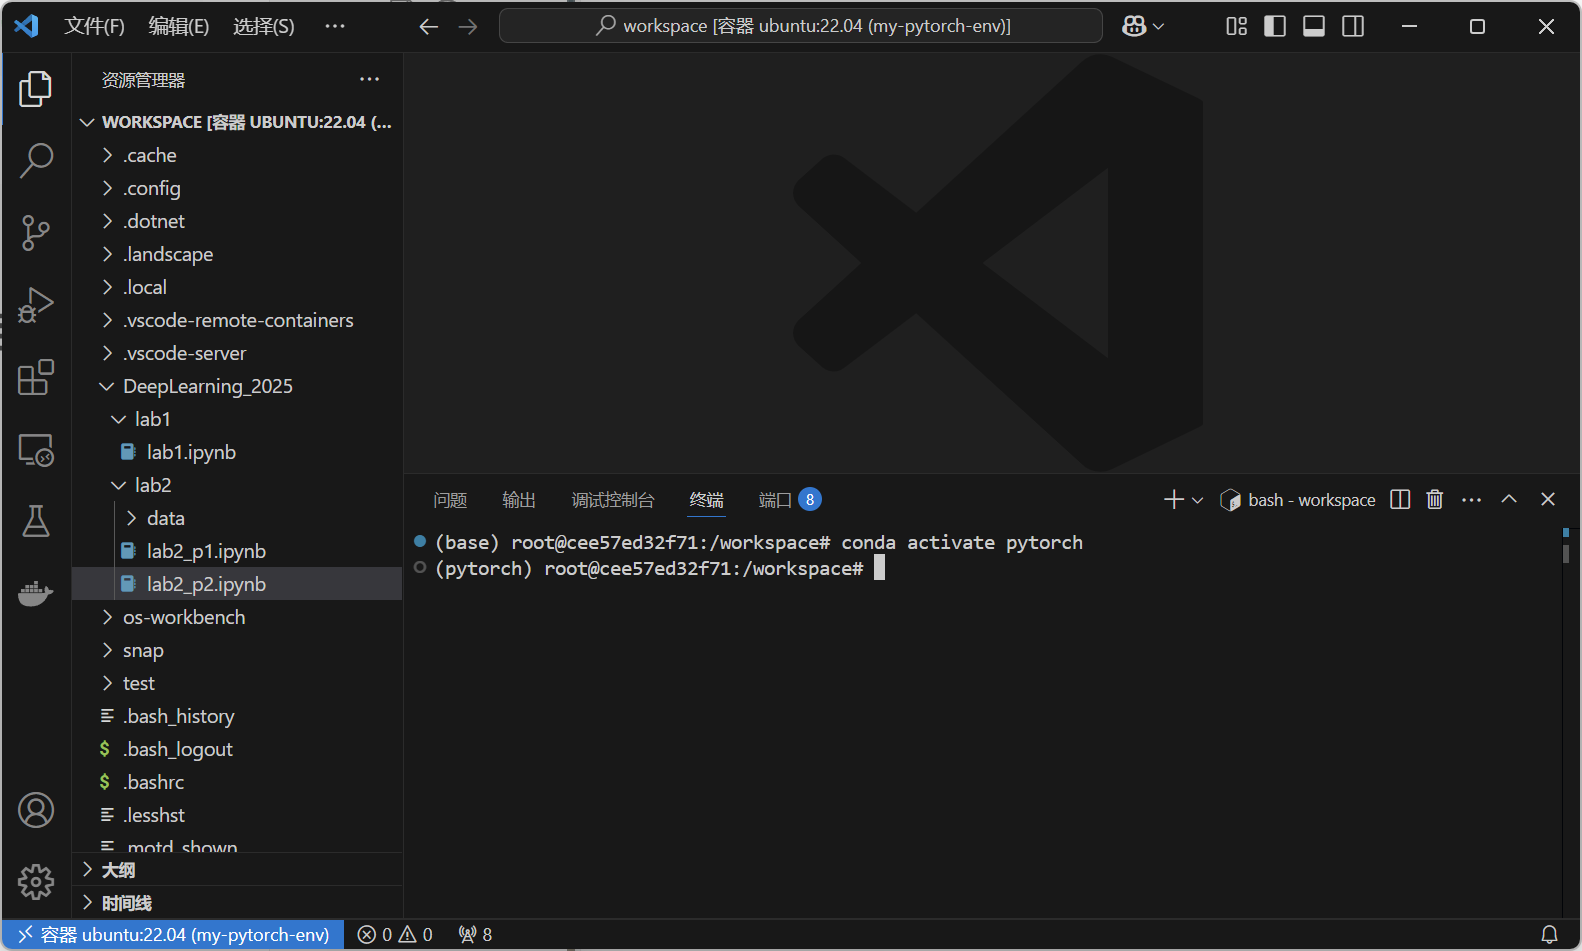 文件(F) 编辑(E) 选择(S) ··· workspace [容器 ubuntu:22.04 (my-pytorch-env)]
资源管理器
WORKSPACE [容器 UBUNTU:22.04 (...
.cache
.config
.dotnet
.landscape
.local
.vscode-remote-containers
.vscode-server
DeepLearning_2025
lab1
lab1.ipynb
lab2
data
lab2_p1.ipynb
lab2_p2.ipynb
os-workbench
snap
test
.bash_history
$ .bash_logout
$ .bashrc
.lesshst
.motd_shown
大纲
时间线
问题 输出 调试控制台 终端 端口 8 bash - workspace
(base) root@cee57ed32f71:/workspace# conda activate pytorch
(pytorch) root@cee57ed32f71:/workspace#
容器 ubuntu:22.04 (my-pytorch-env) 0 0 8